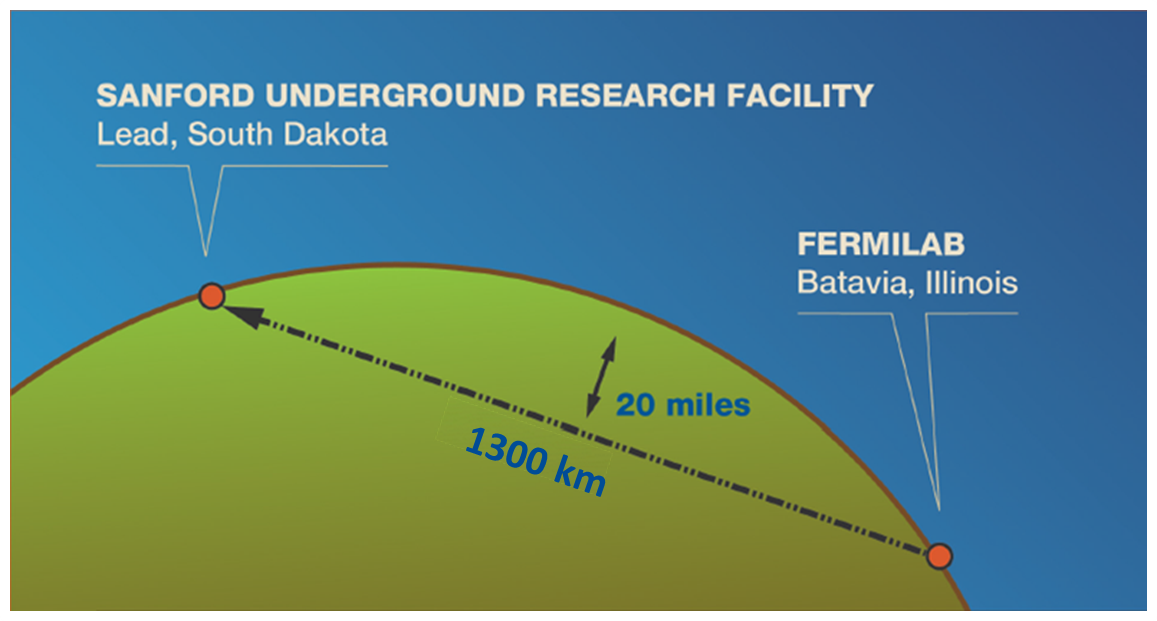 SANFORD UNDERGROUND RESEARCH FACILITY
Lead, South Dakota
FERMILAB
Batavia, Illinois
20 miles
1300 km